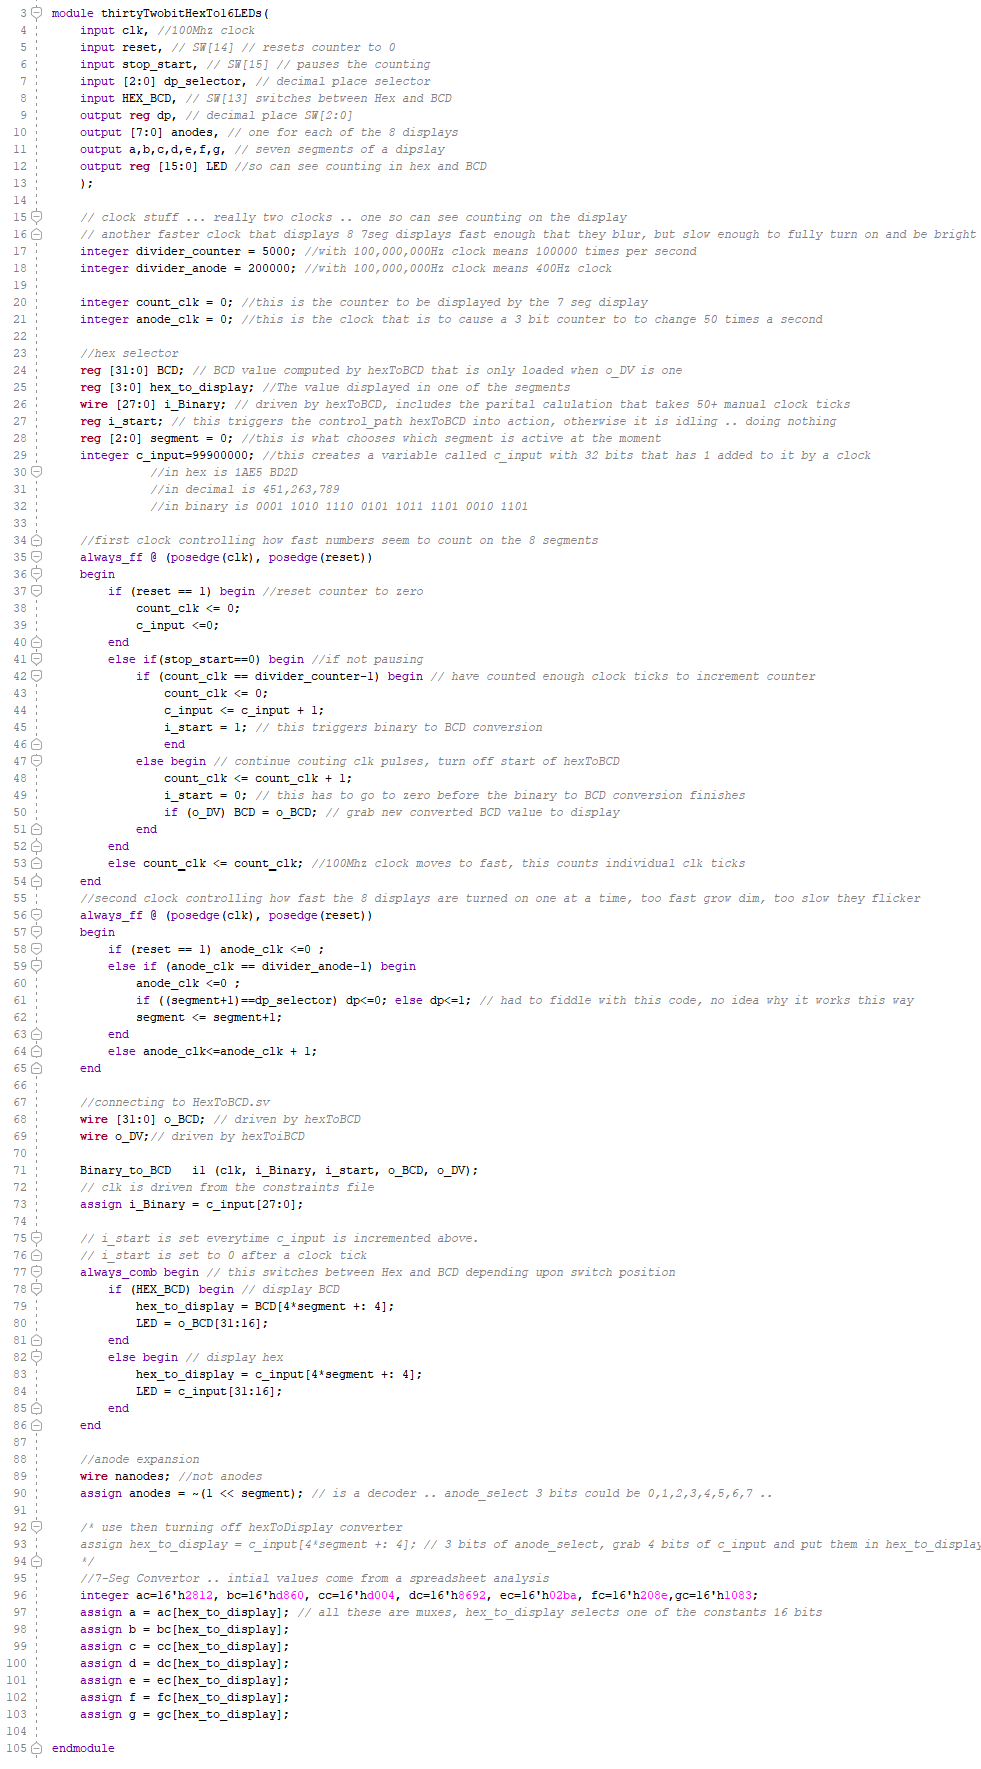 3 module thirtyTwobitHexTo16LEDs(
4 input clk, //100Mhz clock
5 input reset, // SW[14] // resets counter to 0
6 input stop_start, // SW[15] // pauses the counting
7 input [2:0] dp_selector, // decimal place selector
8 input HEX_BCD, // SW[13] switches between Hex and BCD
9 output reg dp, // decimal place SW[2:0]
10 output [7:0] anodes, // one for each of the 8 displays
11 output a,b,c,d,e,f,g, // seven segments of a dipslay
12 output reg [15:0] LED //so can see counting in hex and BCD
13 );
14
15 // clock stuff ... really two clocks .. one so can see counting on the display
16 // another faster clock that displays 8 7seg displays fast enough that they blur, but slow enough to fully turn on and be bright
17 integer divider_counter = 5000; //with 100,000,000Hz clock means 100000 times per second
18 integer divider_anode = 200000; //with 100,000,000Hz clock means 400Hz clock
19
20 integer count_clk = 0; //this is the counter to be displayed by the 7 seg display
21 integer anode_clk = 0; //this is the clock that is to cause a 3 bit counter to to change 50 times a second
22
23 //hex selector
24 reg [31:0] BCD; // BCD value computed by hexToBCD that is only loaded when o_DV is one
25 reg [3:0] hex_to_display; //The value displayed in one of the segments
26 wire [27:0] i_Binary; // driven by hexToBCD, includes the parital calulation that takes 50+ manual clock ticks
27 reg i_start; // this triggers the control_path hexToBCD into action, otherwise it is idling .. doing nothing
28 reg [2:0] segment = 0; //this is what chooses which segment is active at the moment
29 integer c_input=99900000; //this creates a variable called c_input with 32 bits that has 1 added to it by a clock
30 //in hex is 1AE5 BD2D
31 //in decimal is 451,263,789
32 //in binary is 0001 1010 1110 0101 1011 1101 0010 1101
33
34 //first clock controlling how fast numbers seem to count on the 8 segments
35 always_ff @ (posedge(clk), posedge(reset))
36 begin
37 if (reset == 1) begin //reset counter to zero
38 count_clk <= 0;
39 c_input <=0;
40 end
41 else if(stop_start==0) begin //if not pausing
42 if (count_clk == divider_counter-1) begin // have counted enough clock ticks to increment counter
43 count_clk <= 0;
44 c_input <= c_input + 1;
45 i_start = 1; // this triggers binary to BCD conversion
46 end
47 else begin // continue couting clk pulses, turn off start of hexToBCD
48 count_clk <= count_clk + 1;
49 i_start = 0; // this has to go to zero before the binary to BCD conversion finishes
50 if (o_DV) BCD = o_BCD; // grab new converted BCD value to display
51 end
52 end
53 else count_clk <= count_clk; //100Mhz clock moves to fast, this counts individual clk ticks
54 end
55 //second clock controlling how fast the 8 displays are turned on one at a time, too fast grow dim, too slow they flicker
56 always_ff @ (posedge(clk), posedge(reset))
57 begin
58 if (reset == 1) anode_clk <=0 ;
59 else if (anode_clk == divider_anode-1) begin
60 anode_clk <=0 ;
61 if ((segment+1)==dp_selector) dp<=0; else dp<=1; // had to fiddle with this code, no idea why it works this way
62 segment <= segment+1;
63 end
64 else anode_clk<=anode_clk + 1;
65 end
66
67 //connecting to HexToBCD.sv
68 wire [31:0] o_BCD; // driven by hexToBCD
69 wire o_DV;// driven by hexToiBCD
70
71 Binary_to_BCD i1 (clk, i_Binary, i_start, o_BCD, o_DV);
72 // clk is driven from the constraints file
73 assign i_Binary = c_input[27:0];
74
75 // i_start is set everytime c_input is incremented above.
76 // i_start is set to 0 after a clock tick
77 always_comb begin // this switches between Hex and BCD depending upon switch position
78 if (HEX_BCD) begin // display BCD
79 hex_to_display = BCD[4*segment +: 4];
80 LED = o_BCD[31:16];
81 end
82 else begin // display hex
83 hex_to_display = c_input[4*segment +: 4];
84 LED = c_input[31:16];
85 end
86 end
87
88 //anode expansion
89 wire nanodes; //not anodes
90 assign anodes = ~(1 << segment); // is a decoder .. anode_select 3 bits could be 0,1,2,3,4,5,6,7 ..
91
92 /* use then turning off hexToDisplay converter
93 assign hex_to_display = c_input[4*segment +: 4]; // 3 bits of anode_select, grab 4 bits of c_input and put them in hex_to_display
94 */
95 //7-Seg Convertor .. intial values come from a spreadsheet analysis
96 integer ac=16'h2812, bc=16'hd860, cc=16'hd004, dc=16'h8692, ec=16'h02ba, fc=16'h208e,gc=16'h1083;
97 assign a = ac[hex_to_display]; // all these are muxes, hex_to_display selects one of the constants 16 bits
98 assign b = bc[hex_to_display];
99 assign c = cc[hex_to_display];
100 assign d = dc[hex_to_display];
101 assign e = ec[hex_to_display];
102 assign f = fc[hex_to_display];
103 assign g = gc[hex_to_display];
104
105 endmodule